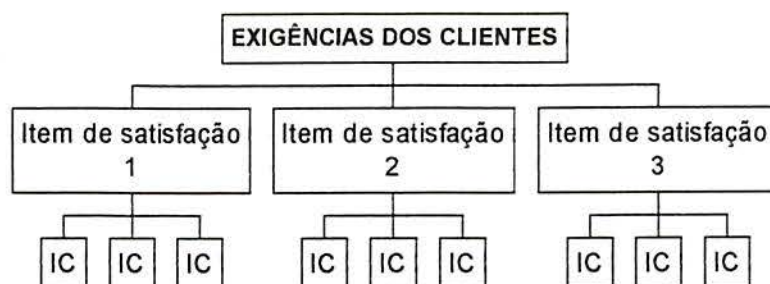 EXIGÊNCIAS DOS CLIENTES
Item de satisfação
1
Item de satisfação
2
Item de satisfação
3
IC
IC
IC
IC
IC
IC
IC
IC
IC